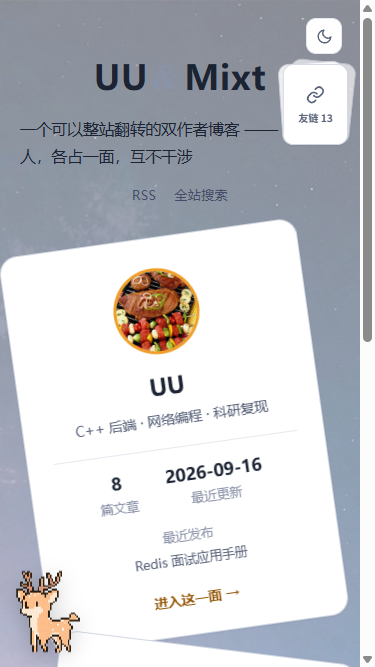 UU & Mixt
友链 13
一个可以整站翻转的双作者博客 ——
人，各占一面，互不干涉
RSS 全站搜索
UU
C++ 后端 · 网络编程 · 科研复现
8 2026-09-16
篇文章 最近更新
最近发布
Redis 面试应用手册
进入这一面 →